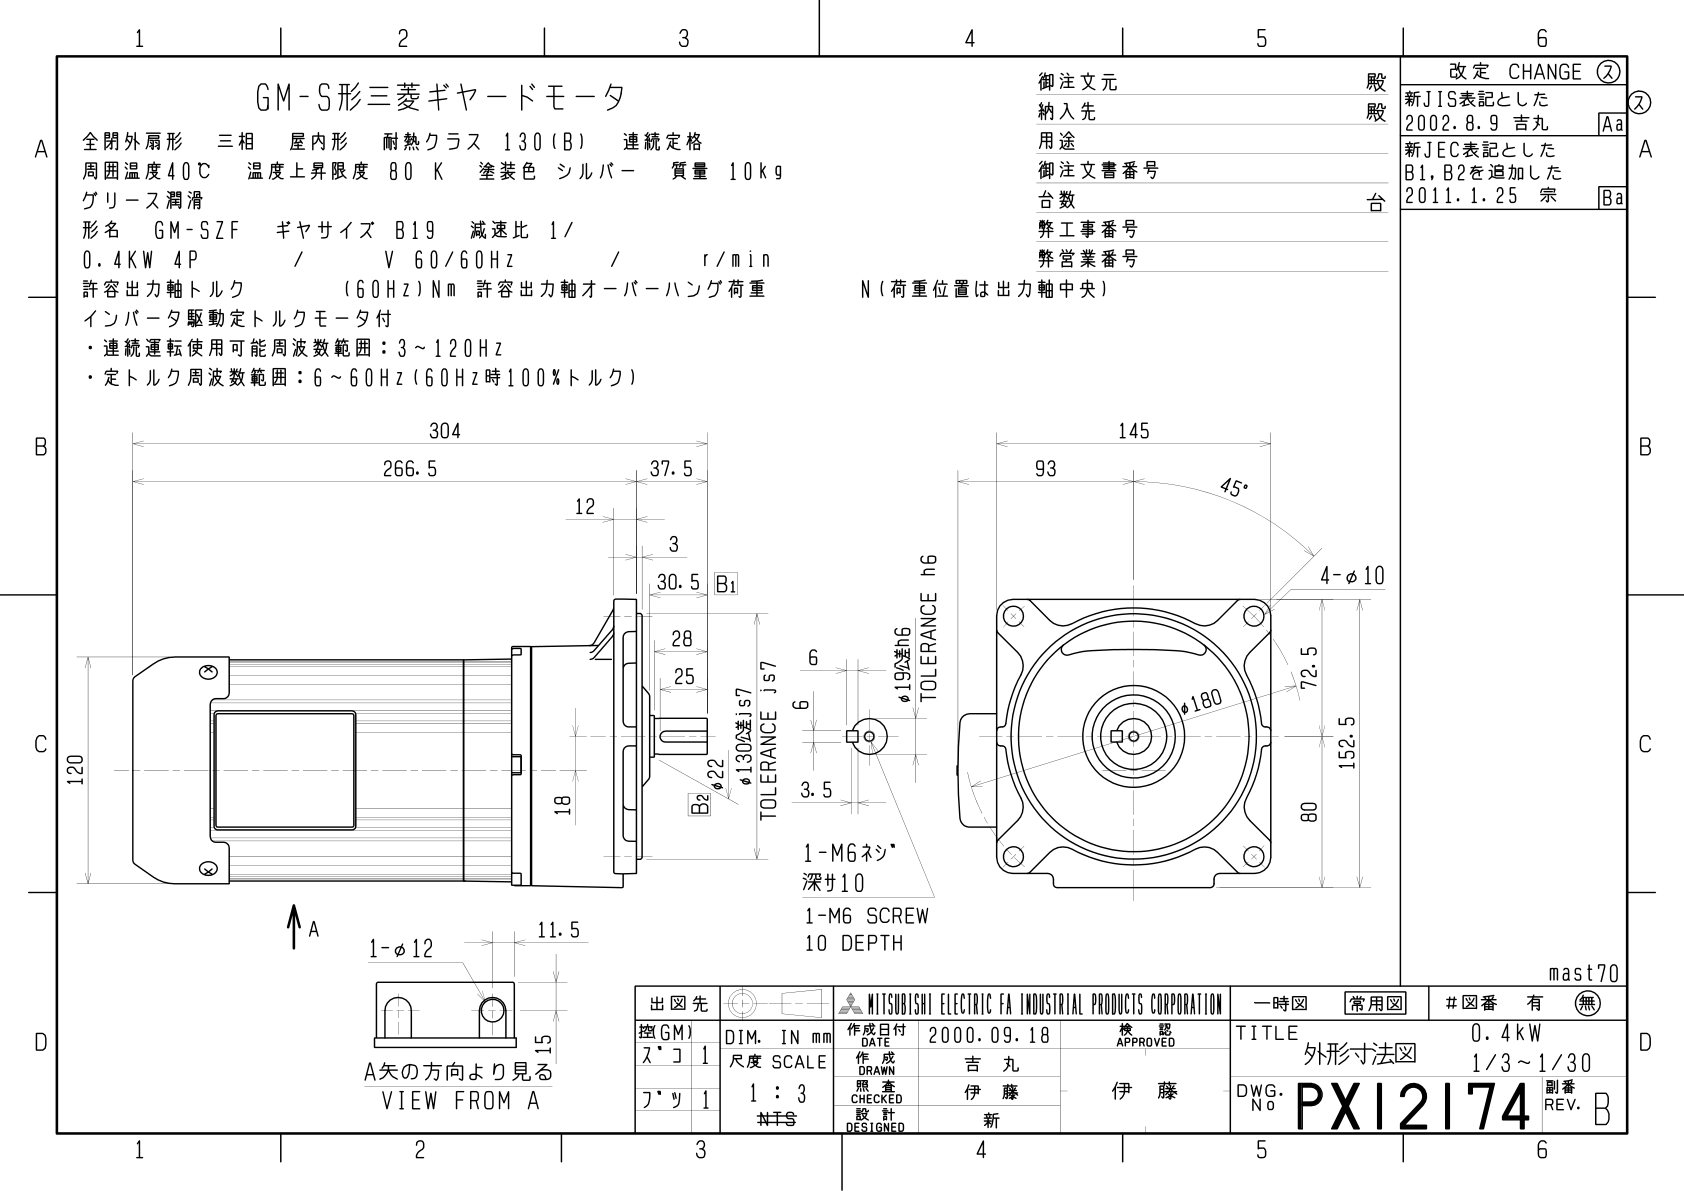 1 2 3 4 5 6
A
B
C
D
GM-S形三菱ギヤードモータ
全閉外扇形 三相 屋内形 耐熱クラス 130(B) 連続定格
周囲温度40℃ 温度上昇限度 80 K 塗装色 シルバー 質量 10kg
グリース潤滑
形名 GM-SZF ギヤサイズ B19 減速比 1/
0.4KW 4P / V 60/60Hz / r/min
許容出力軸トルク (60Hz)Nm 許容出力軸オーバーハング荷重 N(荷重位置は出力軸中央)
インバータ駆動定トルクモータ付
・連続運転使用可能周波数範囲：3~120Hz
・定トルク周波数範囲：6~60Hz(60Hz時100%トルク)
御注文元 殿
納入先 殿
用途
御注文書番号
台数 台
弊工事番号
弊営業番号
改定 CHANGE ス
新JIS表記とした ス
2002.8.9 吉丸 Aa
新JEC表記とした
B1,B2を追加した
2011.1.25 宗 Ba
A
B
C
D
304
266.5 37.5
12
3
30.5 B1
28
25
120
18
φ22
B2
φ130公差js7
TOLERANCE js7
6
6
3.5
φ19公差h6
TOLERANCE h6
1-M6ネジ
深サ10
1-M6 SCREW
10 DEPTH
145
93
45°
4-φ10
φ180
72.5
152.5
80
A
1-φ12
11.5
15
A矢の方向より見る
VIEW FROM A
mast70
出図先
控(GM)
ズコ 1
ブツ 1
DIM. IN mm
尺度 SCALE
1 : 3
NTS
MITSUBISHI ELECTRIC FA INDUSTRIAL PRODUCTS CORPORATION
作成日付
DATE
2000.09.18
作成
DRAWN
吉丸
照査
CHECKED
伊藤
設計
DESIGNED
新
検認
APPROVED
伊藤
一時図 常用図 #図番 有 無
TITLE
外形寸法図
0.4kW
1/3~1/30
DWG.
No
PX12174
副番
REV.
B
1 2 3 4 5 6